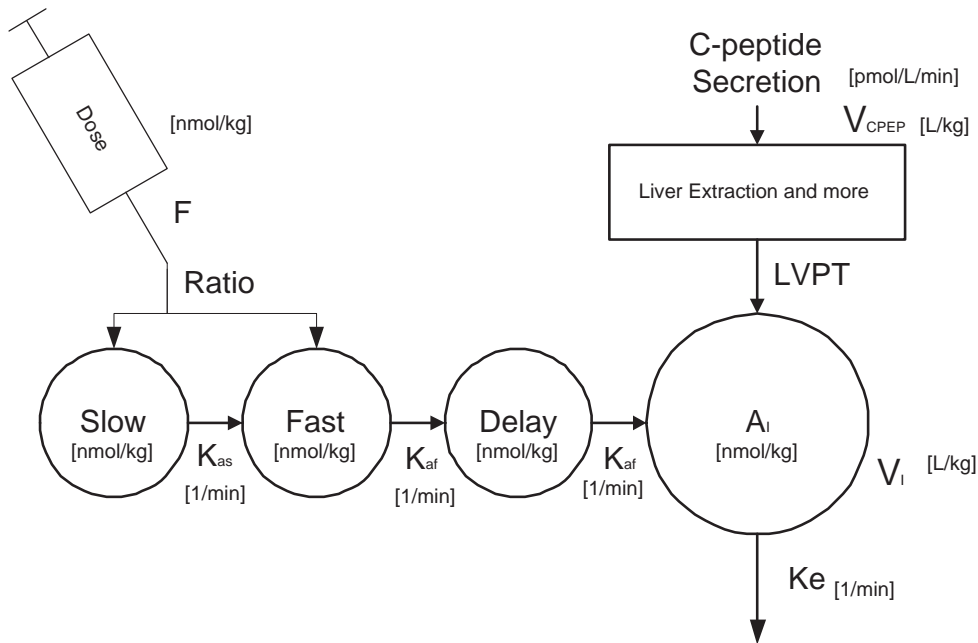 Dose
[nmol/kg]
F
Ratio
C-peptide
Secretion
[pmol/L/min]
VCPEP [L/kg]
Liver Extraction and more
LVPT
Slow
[nmol/kg]
Kas
[1/min]
Fast
[nmol/kg]
Kaf
[1/min]
Delay
[nmol/kg]
Kaf
[1/min]
AI
[nmol/kg]
VI [L/kg]
Ke [1/min]